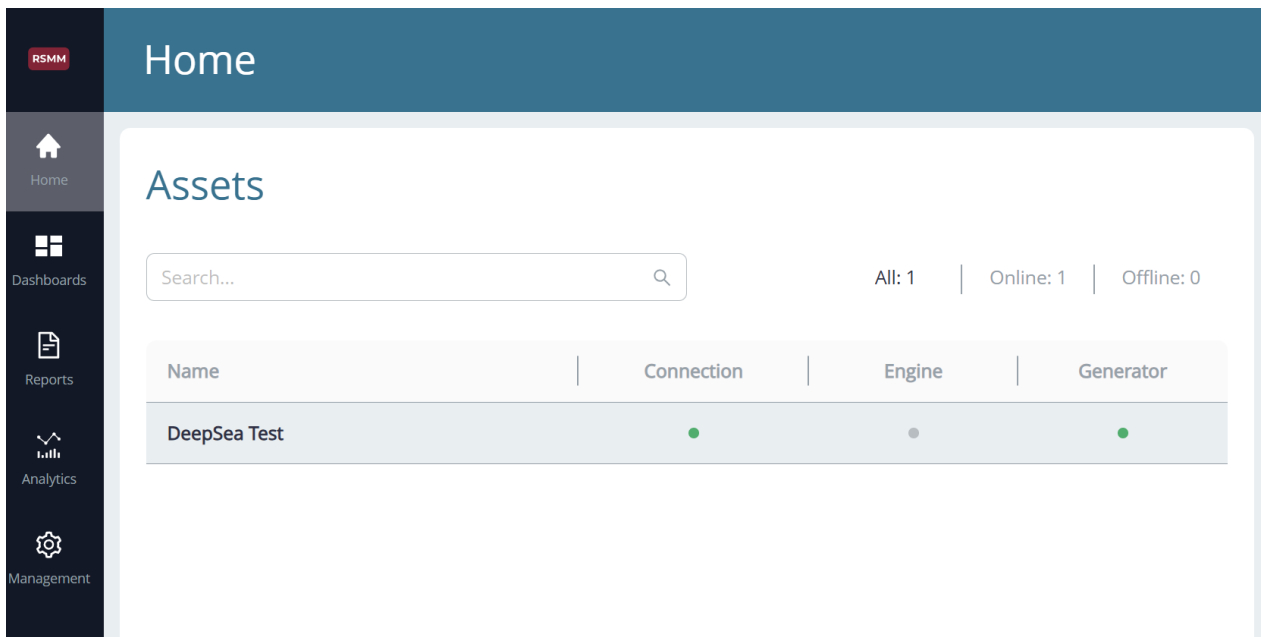 RSMM
Home
Home
Dashboards
Reports
Analytics
Management
Assets
Search...
All: 1 Online: 1 Offline: 0
Name Connection Engine Generator
DeepSea Test